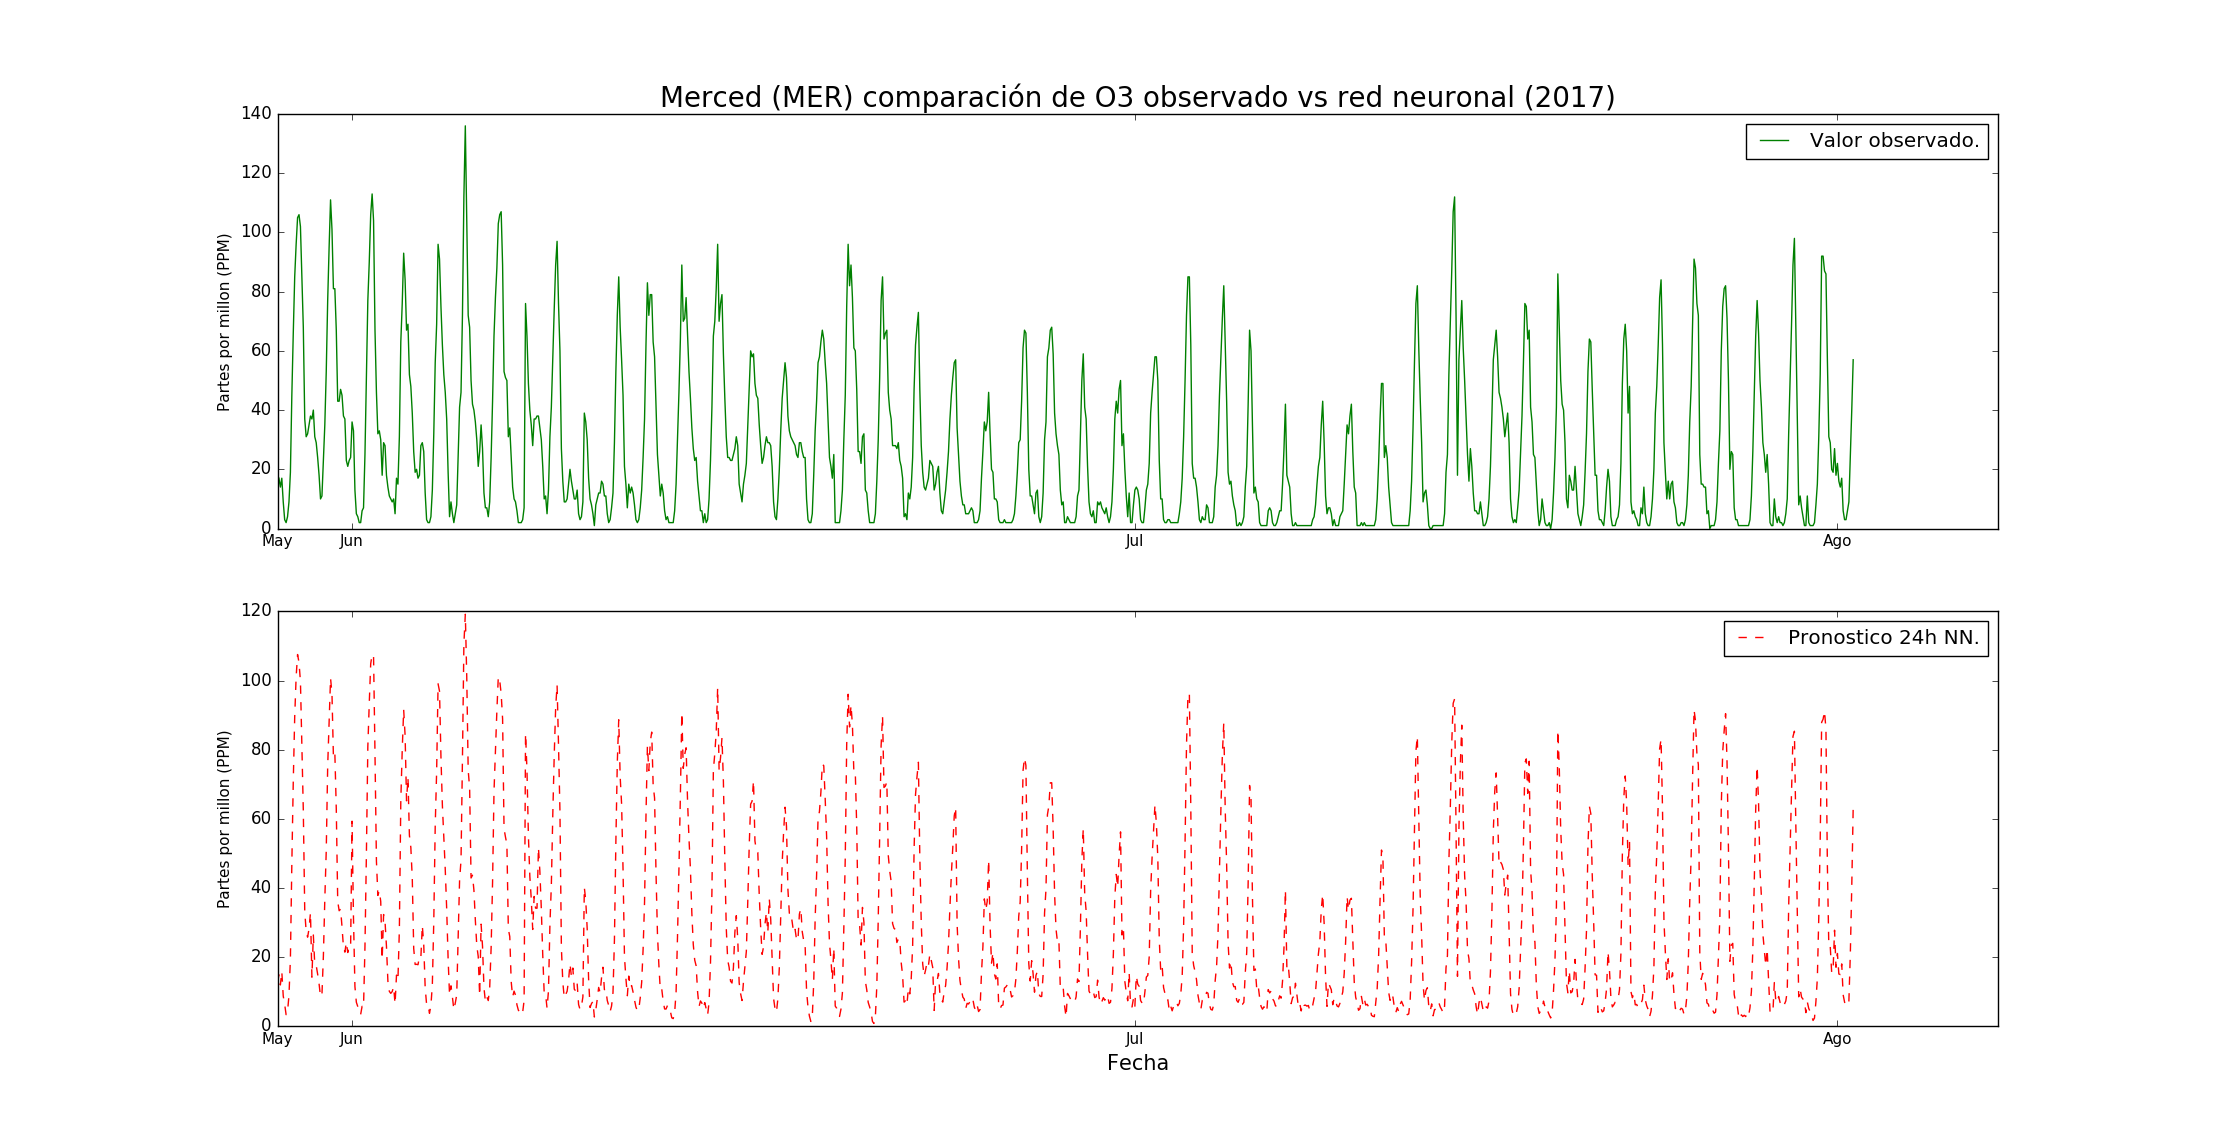 Merced (MER) comparación de O3 observado vs red neuronal (2017)
140
120
100
80
60
40
20
0
Partes por millon (PPM)
Valor observado.
May Jun Jul Ago
120
100
80
60
40
20
0
Partes por millon (PPM)
Pronostico 24h NN.
May Jun Jul Ago
Fecha